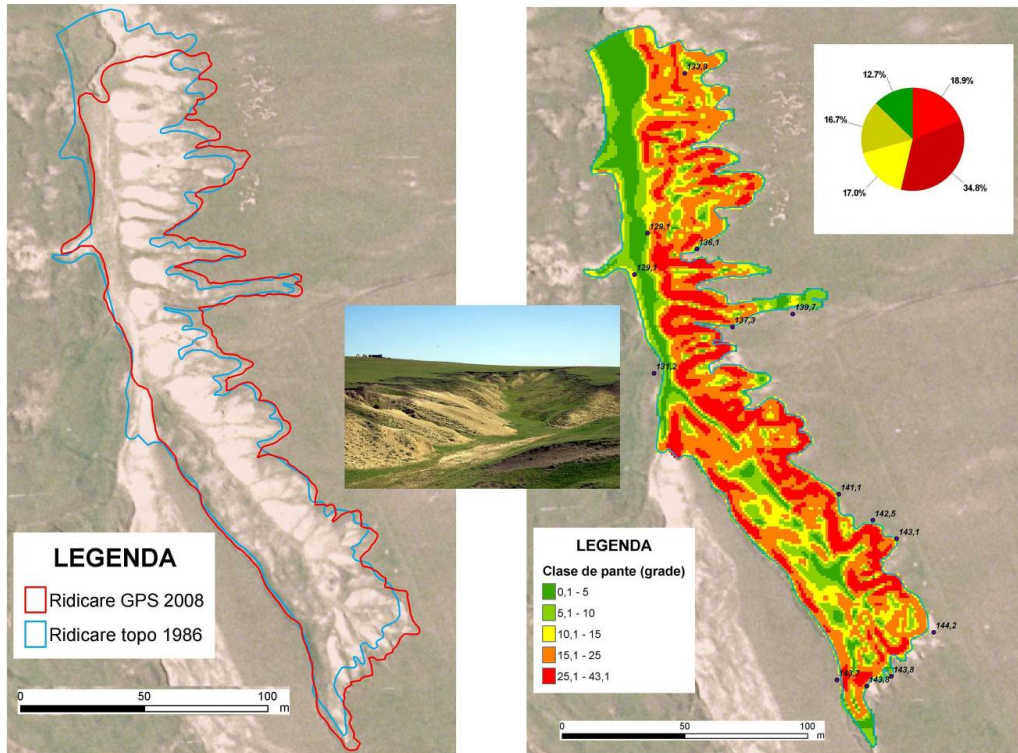 LEGENDA
Ridicare GPS 2008
Ridicare topo 1986
0 50 100
m
133,9
129,1
136,1
129,1
139,7
137,3
131,2
141,1
142,5
143,1
144,2
143,8
143,7
143,8
12.7%
18.9%
16.7%
17.0%
34.8%
LEGENDA
Clase de pante (grade)
0,1 - 5
5,1 - 10
10,1 - 15
15,1 - 25
25,1 - 43,1
0 50 100
m